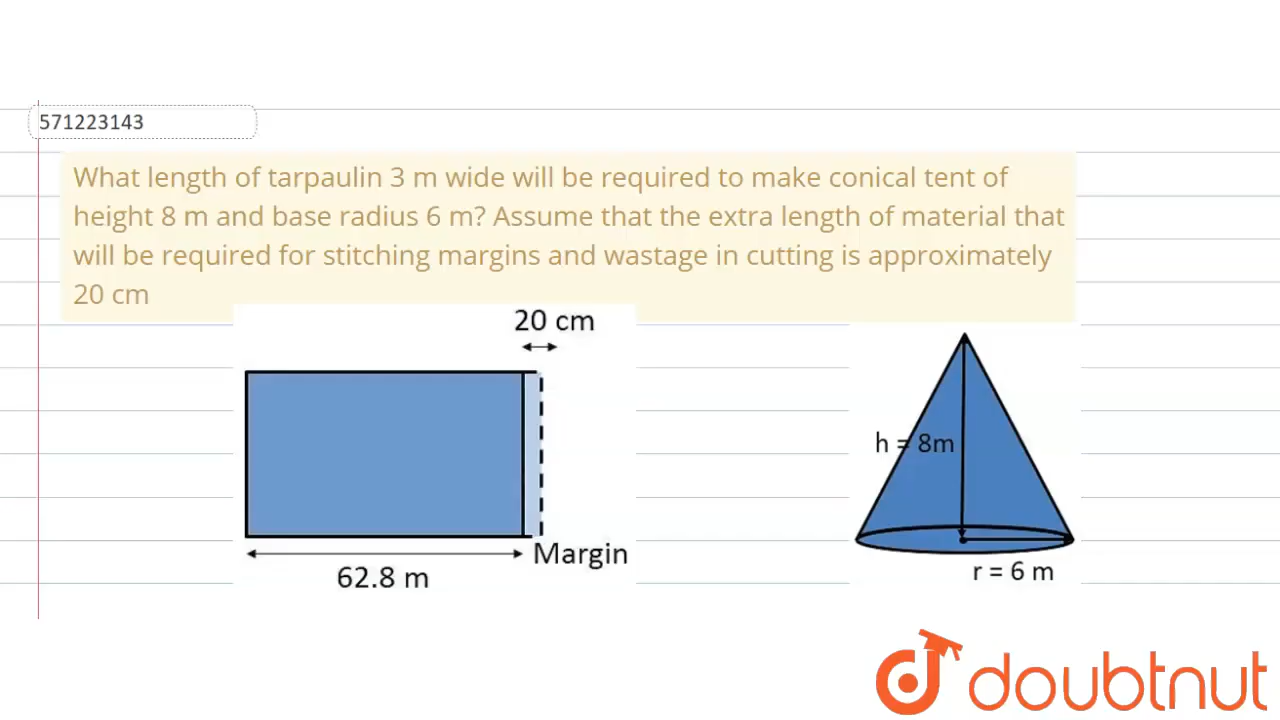 571223143
What length of tarpaulin 3 m wide will be required to make conical tent of
height 8 m and base radius 6 m? Assume that the extra length of material that
will be required for stitching margins and wastage in cutting is approximately
20 cm
20 cm
h = 8m
Margin
62.8 m
r = 6 m
doubtnut